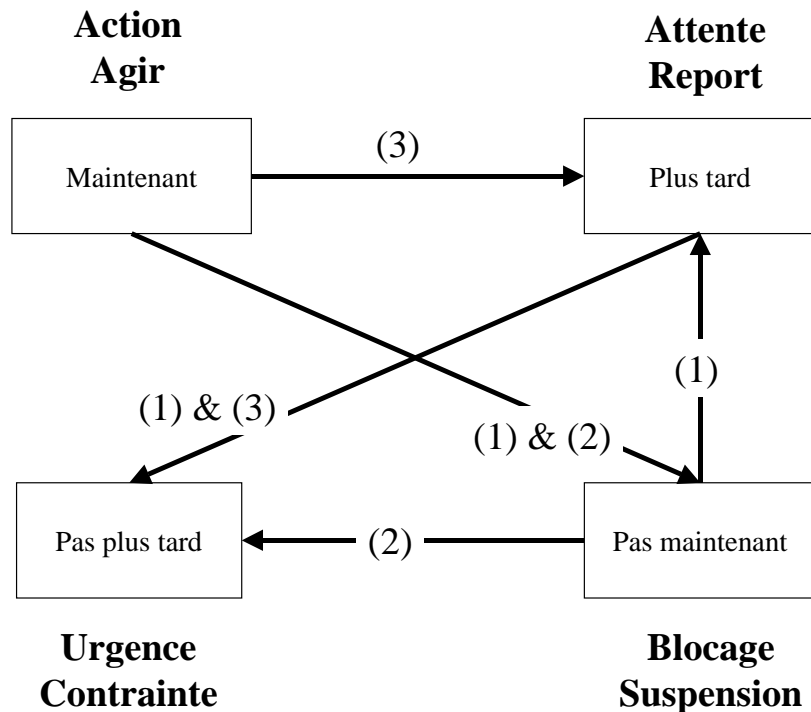 Action
Agir
Attente
Report
Maintenant
(3)
Plus tard
(1)
(1) & (3)
(1) & (2)
Pas plus tard
(2)
Pas maintenant
Urgence
Contrainte
Blocage
Suspension